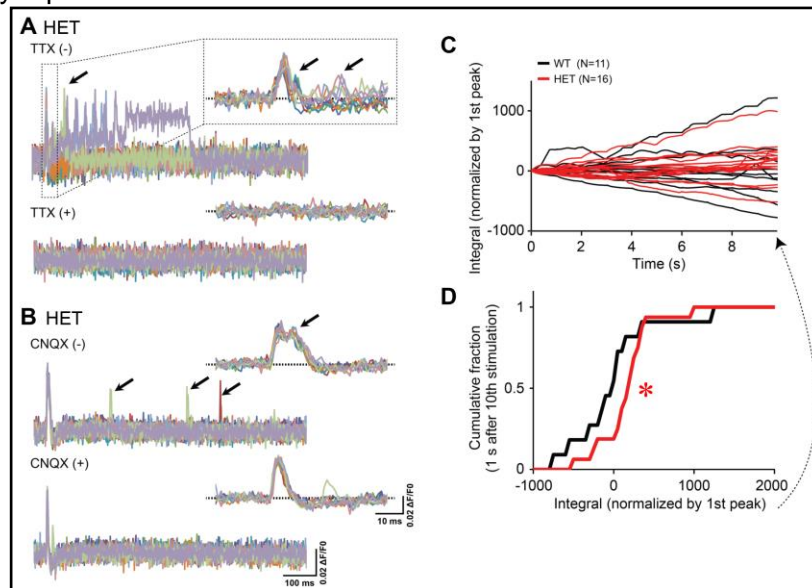 A HET
TTX (-)
TTX (+)
B HET
CNQX (-)
CNQX (+)
10 ms
0.02 ΔF/F0
100 ms
0.02 ΔF/F0
C
WT (N=11)
HET (N=16)
Integral (normalized by 1st peak)
1000
0
-1000
0 2 4 6 8
Time (s)
D
Cumulative fraction
(1 s after 10th stimulation)
1
0.5
0
*
-1000 0 1000 2000
Integral (normalized by 1st peak)